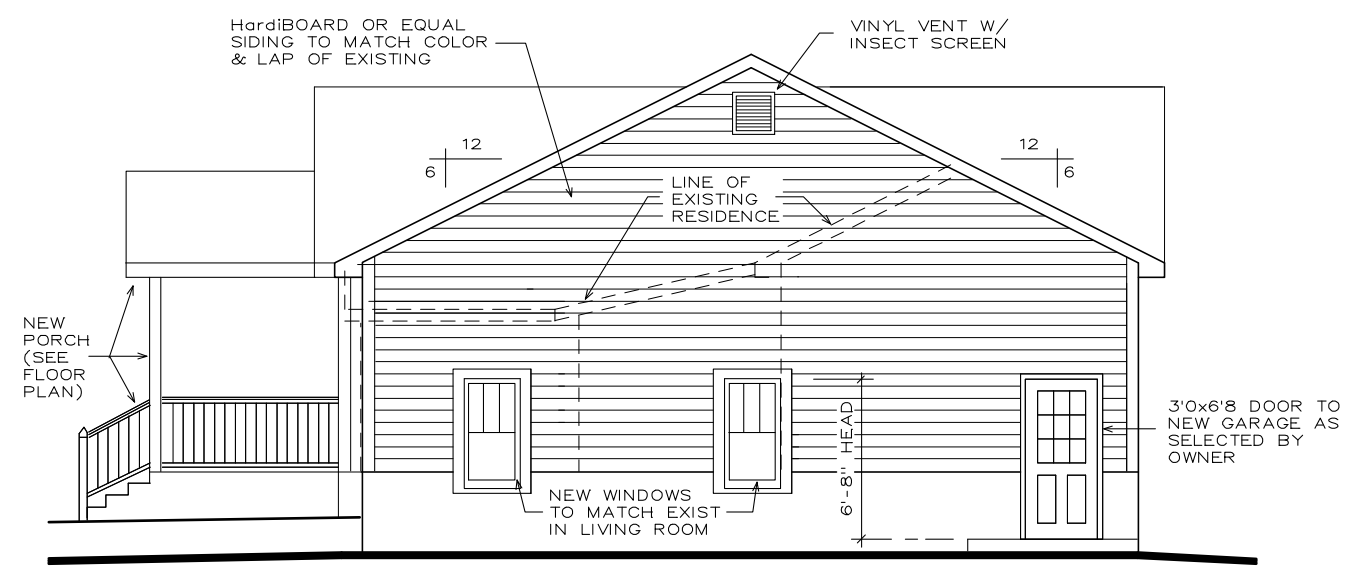 HardiBOARD OR EQUAL
SIDING TO MATCH COLOR
& LAP OF EXISTING
VINYL VENT W/
INSECT SCREEN
12
6
12
6
LINE OF
EXISTING
RESIDENCE
NEW
PORCH
(SEE
FLOOR
PLAN)
6'-8" HEAD
3'0x6'8 DOOR TO
NEW GARAGE AS
SELECTED BY
OWNER
NEW WINDOWS
TO MATCH EXIST
IN LIVING ROOM